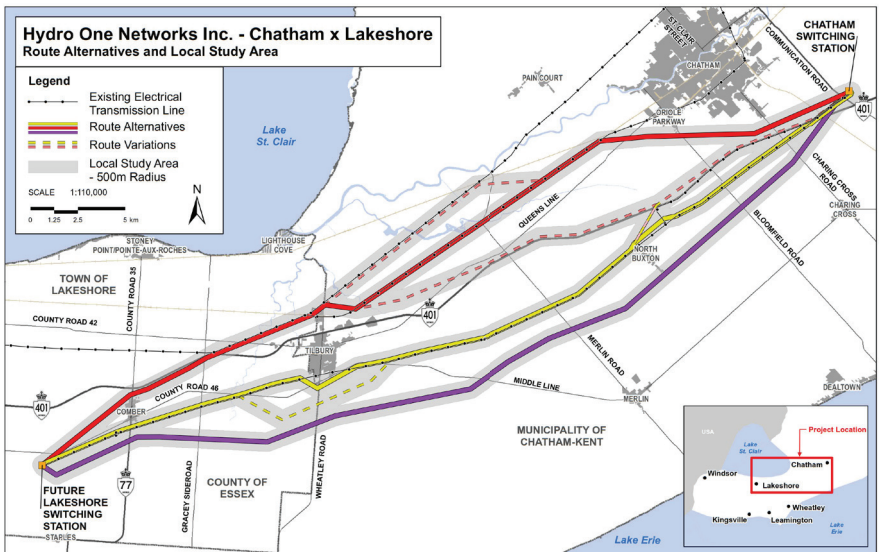 Hydro One Networks Inc. - Chatham x Lakeshore
Route Alternatives and Local Study Area
Legend
Existing Electrical
Transmission Line
Route Alternatives
Route Variations
Local Study Area
- 500m Radius
SCALE 1:110,000
0 1.25 2.5 5 km
N
Lake
St. Clair
PAIN COURT
ST CLAIR
STREET
CHATHAM
COMMUNICATION ROAD
CHATHAM
SWITCHING
STATION
401
ORIOLE
PARKWAY
CHARING CROSS
ROAD
CHARING
CROSS
BLOOMFIELD ROAD
QUEENS LINE
NORTH
BUXTON
STONEY
POINT/POINTE-AUX-ROCHES
LIGHTHOUSE
COVE
TOWN OF
LAKESHORE
COUNTY ROAD 35
COUNTY ROAD 42
401
TILBURY
MERLIN ROAD
COUNTY ROAD 46
MIDDLE LINE
MERLIN
DEALTOWN
401
COMBER
WHEATLEY ROAD
MUNICIPALITY OF
CHATHAM-KENT
77
GRACEY SIDEROAD
COUNTY OF
ESSEX
FUTURE
LAKESHORE
SWITCHING
STATION
STARLES
Lake Erie
USA
Project Location
Lake
St. Clair
Chatham
Windsor
Lakeshore
Wheatley
Kingsville
Leamington
Lake
Erie